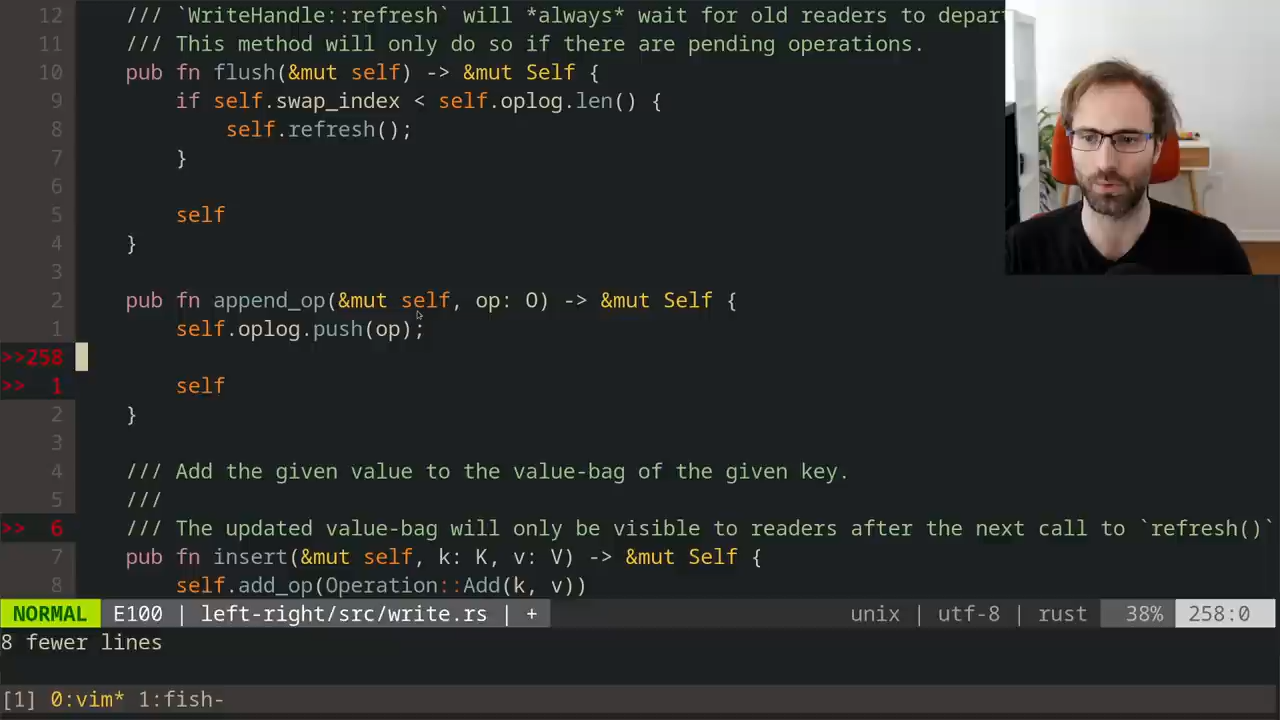 12 /// `WriteHandle::refresh` will *always* wait for old readers to depart
11 /// This method will only do so if there are pending operations.
10 pub fn flush(&mut self) -> &mut Self {
9 if self.swap_index < self.oplog.len() {
8 self.refresh();
7 }
6
5 self
4 }
3
2 pub fn append_op(&mut self, op: O) -> &mut Self {
1 self.oplog.push(op);
>>258
>> 1 self
2 }
3
4 /// Add the given value to the value-bag of the given key.
5 ///
>> 6 /// The updated value-bag will only be visible to readers after the next call to `refresh()`
7 pub fn insert(&mut self, k: K, v: V) -> &mut Self {
8 self.add_op(Operation::Add(k, v))
NORMAL E100 | left-right/src/write.rs | + unix | utf-8 | rust 38% 258:0
8 fewer lines
[1] 0:vim* 1:fish-